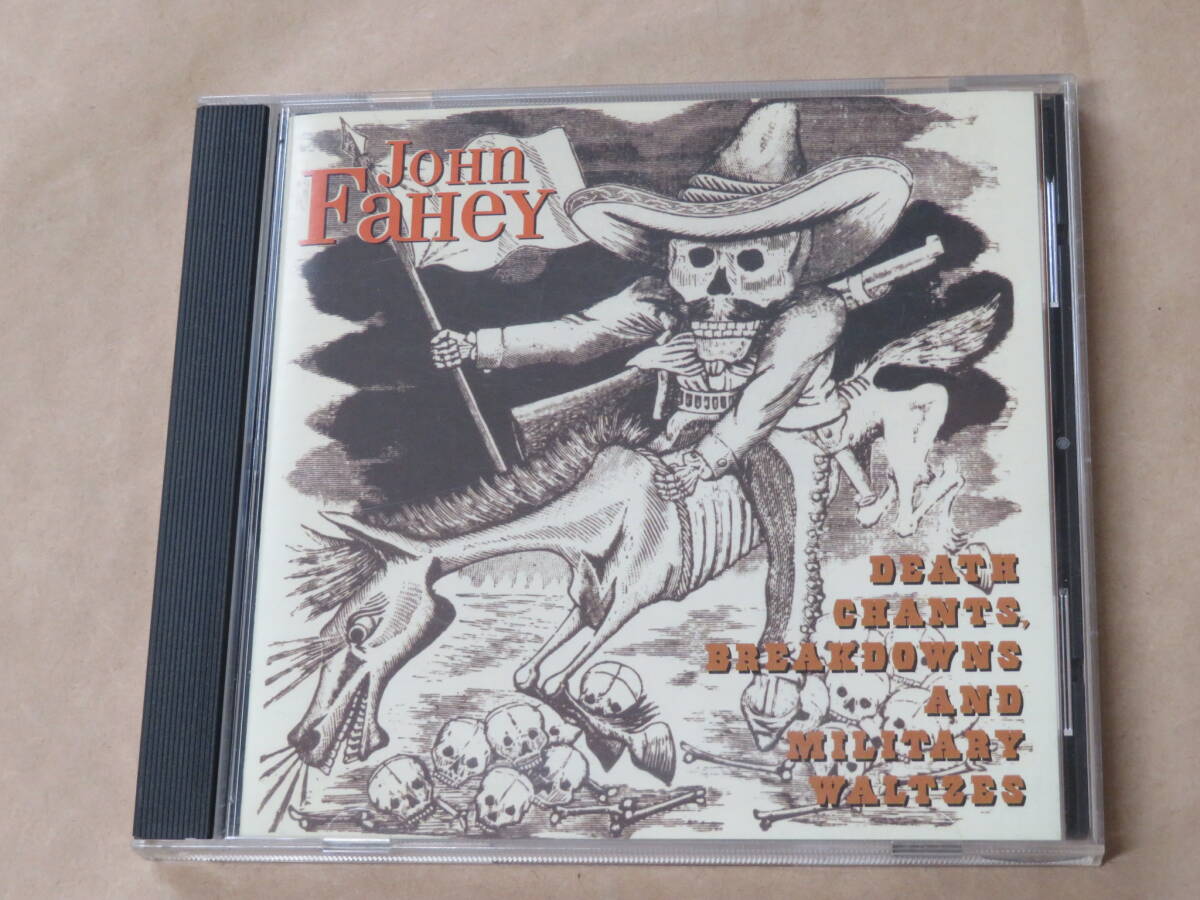 JOHN
FAHEY
DEATH
CHANTS,
BREAKDOWNS
AND
MILITARY
WALTZES